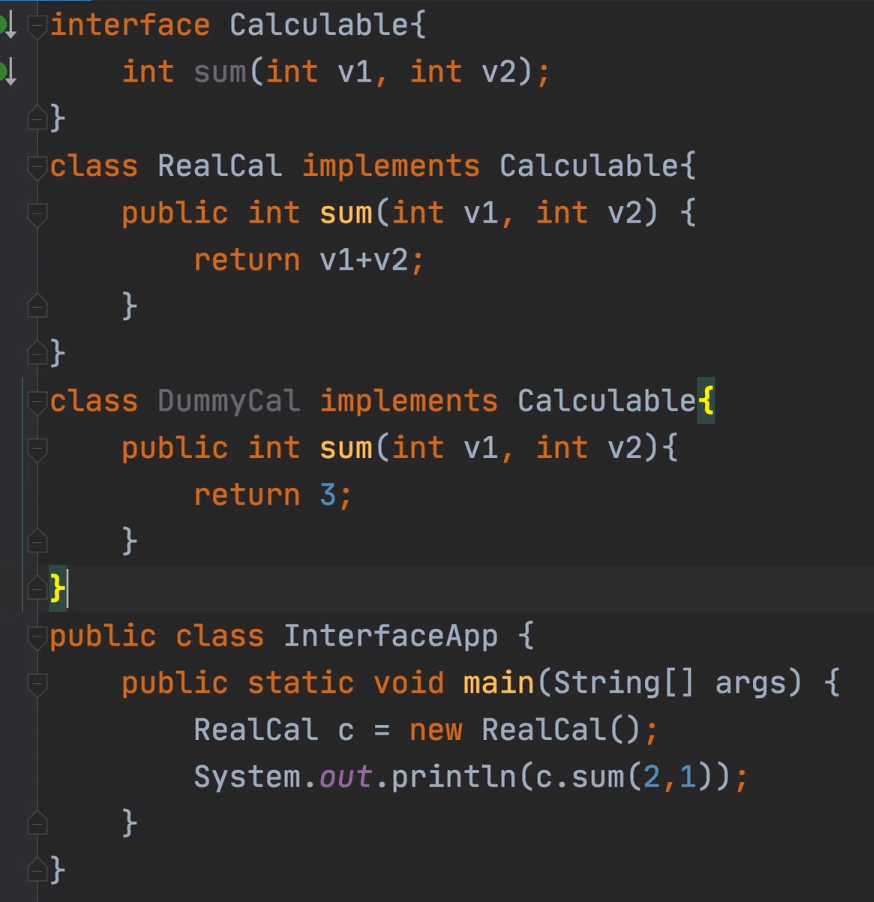 interface Calculable{
    int sum(int v1, int v2);
}
class RealCal implements Calculable{
    public int sum(int v1, int v2) {
        return v1+v2;
    }
}
class DummyCal implements Calculable{
    public int sum(int v1, int v2){
        return 3;
    }
}
public class InterfaceApp {
    public static void main(String[] args) {
        RealCal c = new RealCal();
        System.out.println(c.sum(2,1));
    }
}